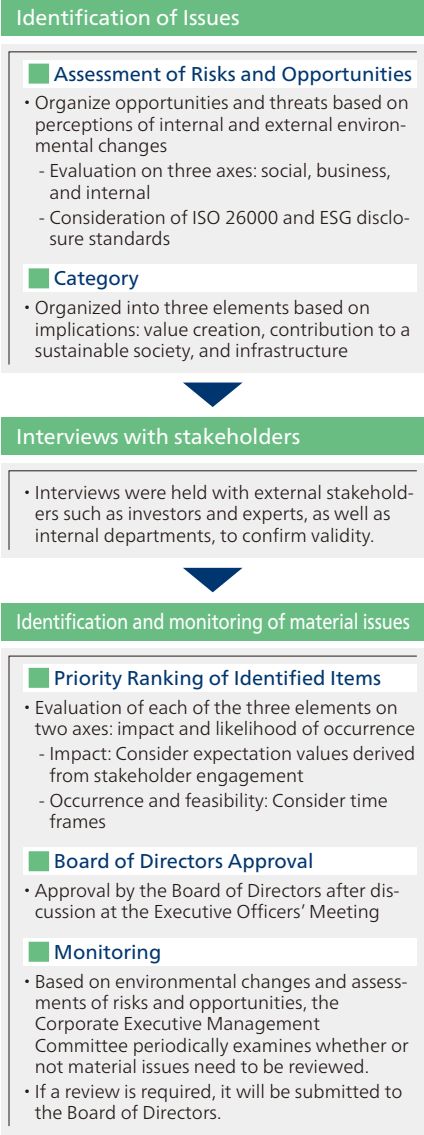 Identification of Issues
Assessment of Risks and Opportunities
・Organize opportunities and threats based on
perceptions of internal and external environ-
mental changes
- Evaluation on three axes: social, business,
and internal
- Consideration of ISO 26000 and ESG disclo-
sure standards
Category
・Organized into three elements based on
implications: value creation, contribution to a
sustainable society, and infrastructure
Interviews with stakeholders
・Interviews were held with external stakehold-
ers such as investors and experts, as well as
internal departments, to confirm validity.
Identification and monitoring of material issues
Priority Ranking of Identified Items
・Evaluation of each of the three elements on
two axes: impact and likelihood of occurrence
- Impact: Consider expectation values derived
from stakeholder engagement
- Occurrence and feasibility: Consider time
frames
Board of Directors Approval
・Approval by the Board of Directors after dis-
cussion at the Executive Officers’ Meeting
Monitoring
・Based on environmental changes and assess-
ments of risks and opportunities, the
Corporate Executive Management
Committee periodically examines whether or
not material issues need to be reviewed.
・If a review is required, it will be submitted to
the Board of Directors.